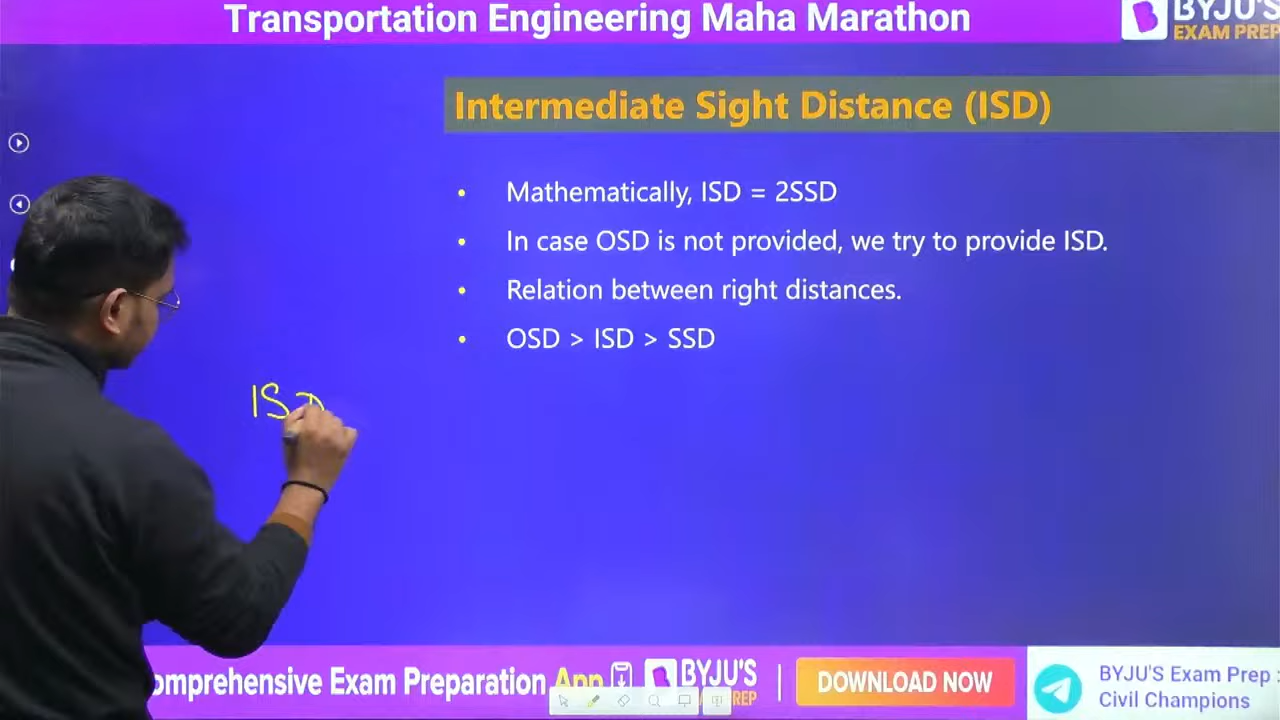 Transportation Engineering Maha Marathon
BYJU'S
EXAM PREP
Intermediate Sight Distance (ISD)
• Mathematically, ISD = 2SSD
• In case OSD is not provided, we try to provide ISD.
• Relation between right distances.
• OSD > ISD > SSD
ISD
omprehensive Exam Preparation App
BYJU'S
PREP
DOWNLOAD NOW
BYJU'S Exam Prep :
Civil Champions